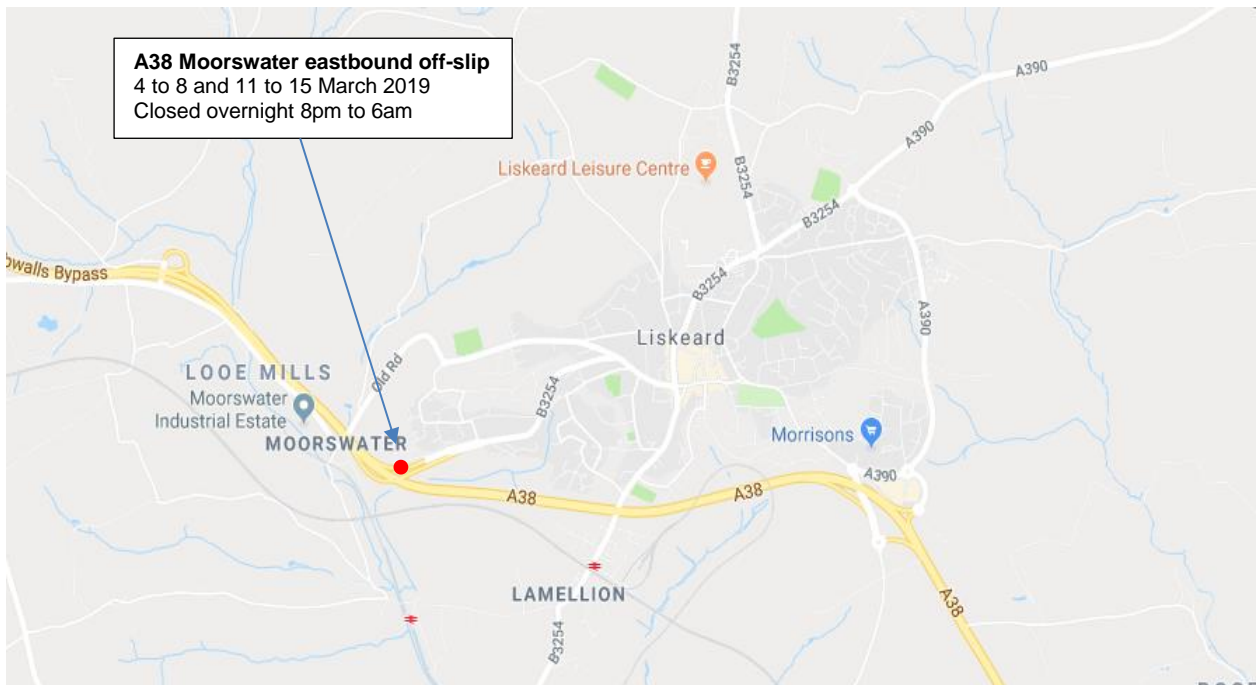 A38 Moorswater eastbound off-slip
4 to 8 and 11 to 15 March 2019
Closed overnight 8pm to 6am
B3254
A390
A390
Liskeard Leisure Centre
B3254
B3254
owalls Bypass
B3254
A390
Liskeard
Old Rd
LOOE MILLS
Moorswater
Industrial Estate
B3254
MOORSWATER
Morrisons
A390
A38
A38
LAMELLION
A38
B3254